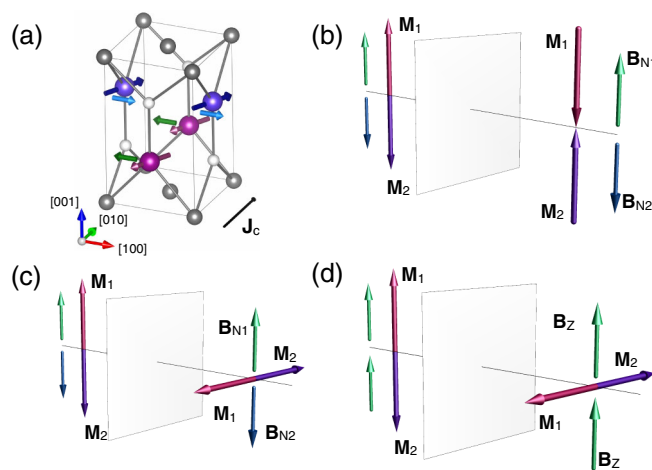 (a)
[001]
[010]
[100]
Jc
(b)
M1
M2
M1
BN1
M2
BN2
(c)
M1
M2
BN1
M2
M1
BN2
(d)
M1
M2
BZ
M2
M1
BZ